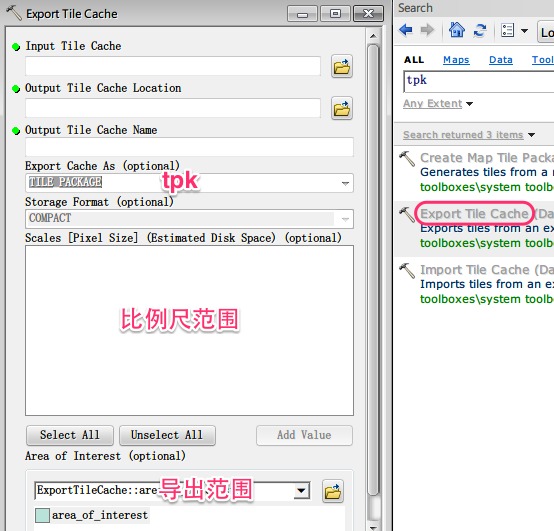 Export Tile Cache
Input Tile Cache
Output Tile Cache Location
Output Tile Cache Name
Export Cache As (optional)
TILE PACKAGE
tpk
Storage Format (optional)
COMPACT
Scales [Pixel Size] (Estimated Disk Space) (optional)
比例尺范围
Select All
Unselect All
Add Value
Area of Interest (optional)
ExportTileCache::are
导出范围
area_of_interest
Search
Lo
ALL
Maps
Data
Tool
tpk
Any Extent
Search returned 3 items
Create Map Tile Packa
Generates tiles from a m
toolboxes\system toolb
Export Tile Cache (Da
Exports tiles from an ex
toolboxes\system toolb
Import Tile Cache (Da
Imports tiles from an ex
toolboxes\system toolb